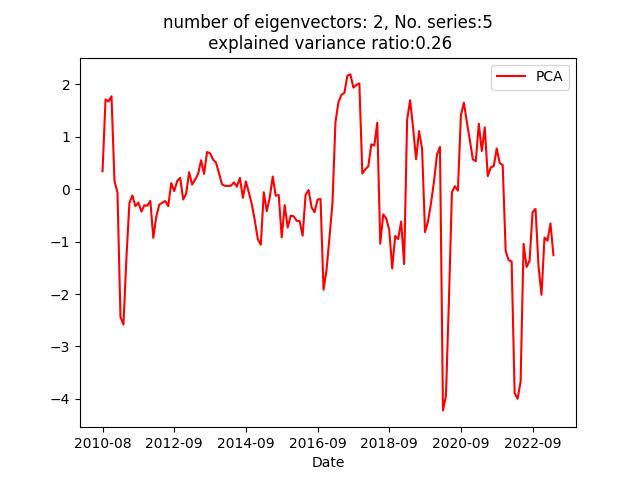 number of eigenvectors: 2, No. series:5
explained variance ratio:0.26
PCA
2
1
0
−1
−2
−3
−4
2010-08 2012-09 2014-09 2016-09 2018-09 2020-09 2022-09
Date